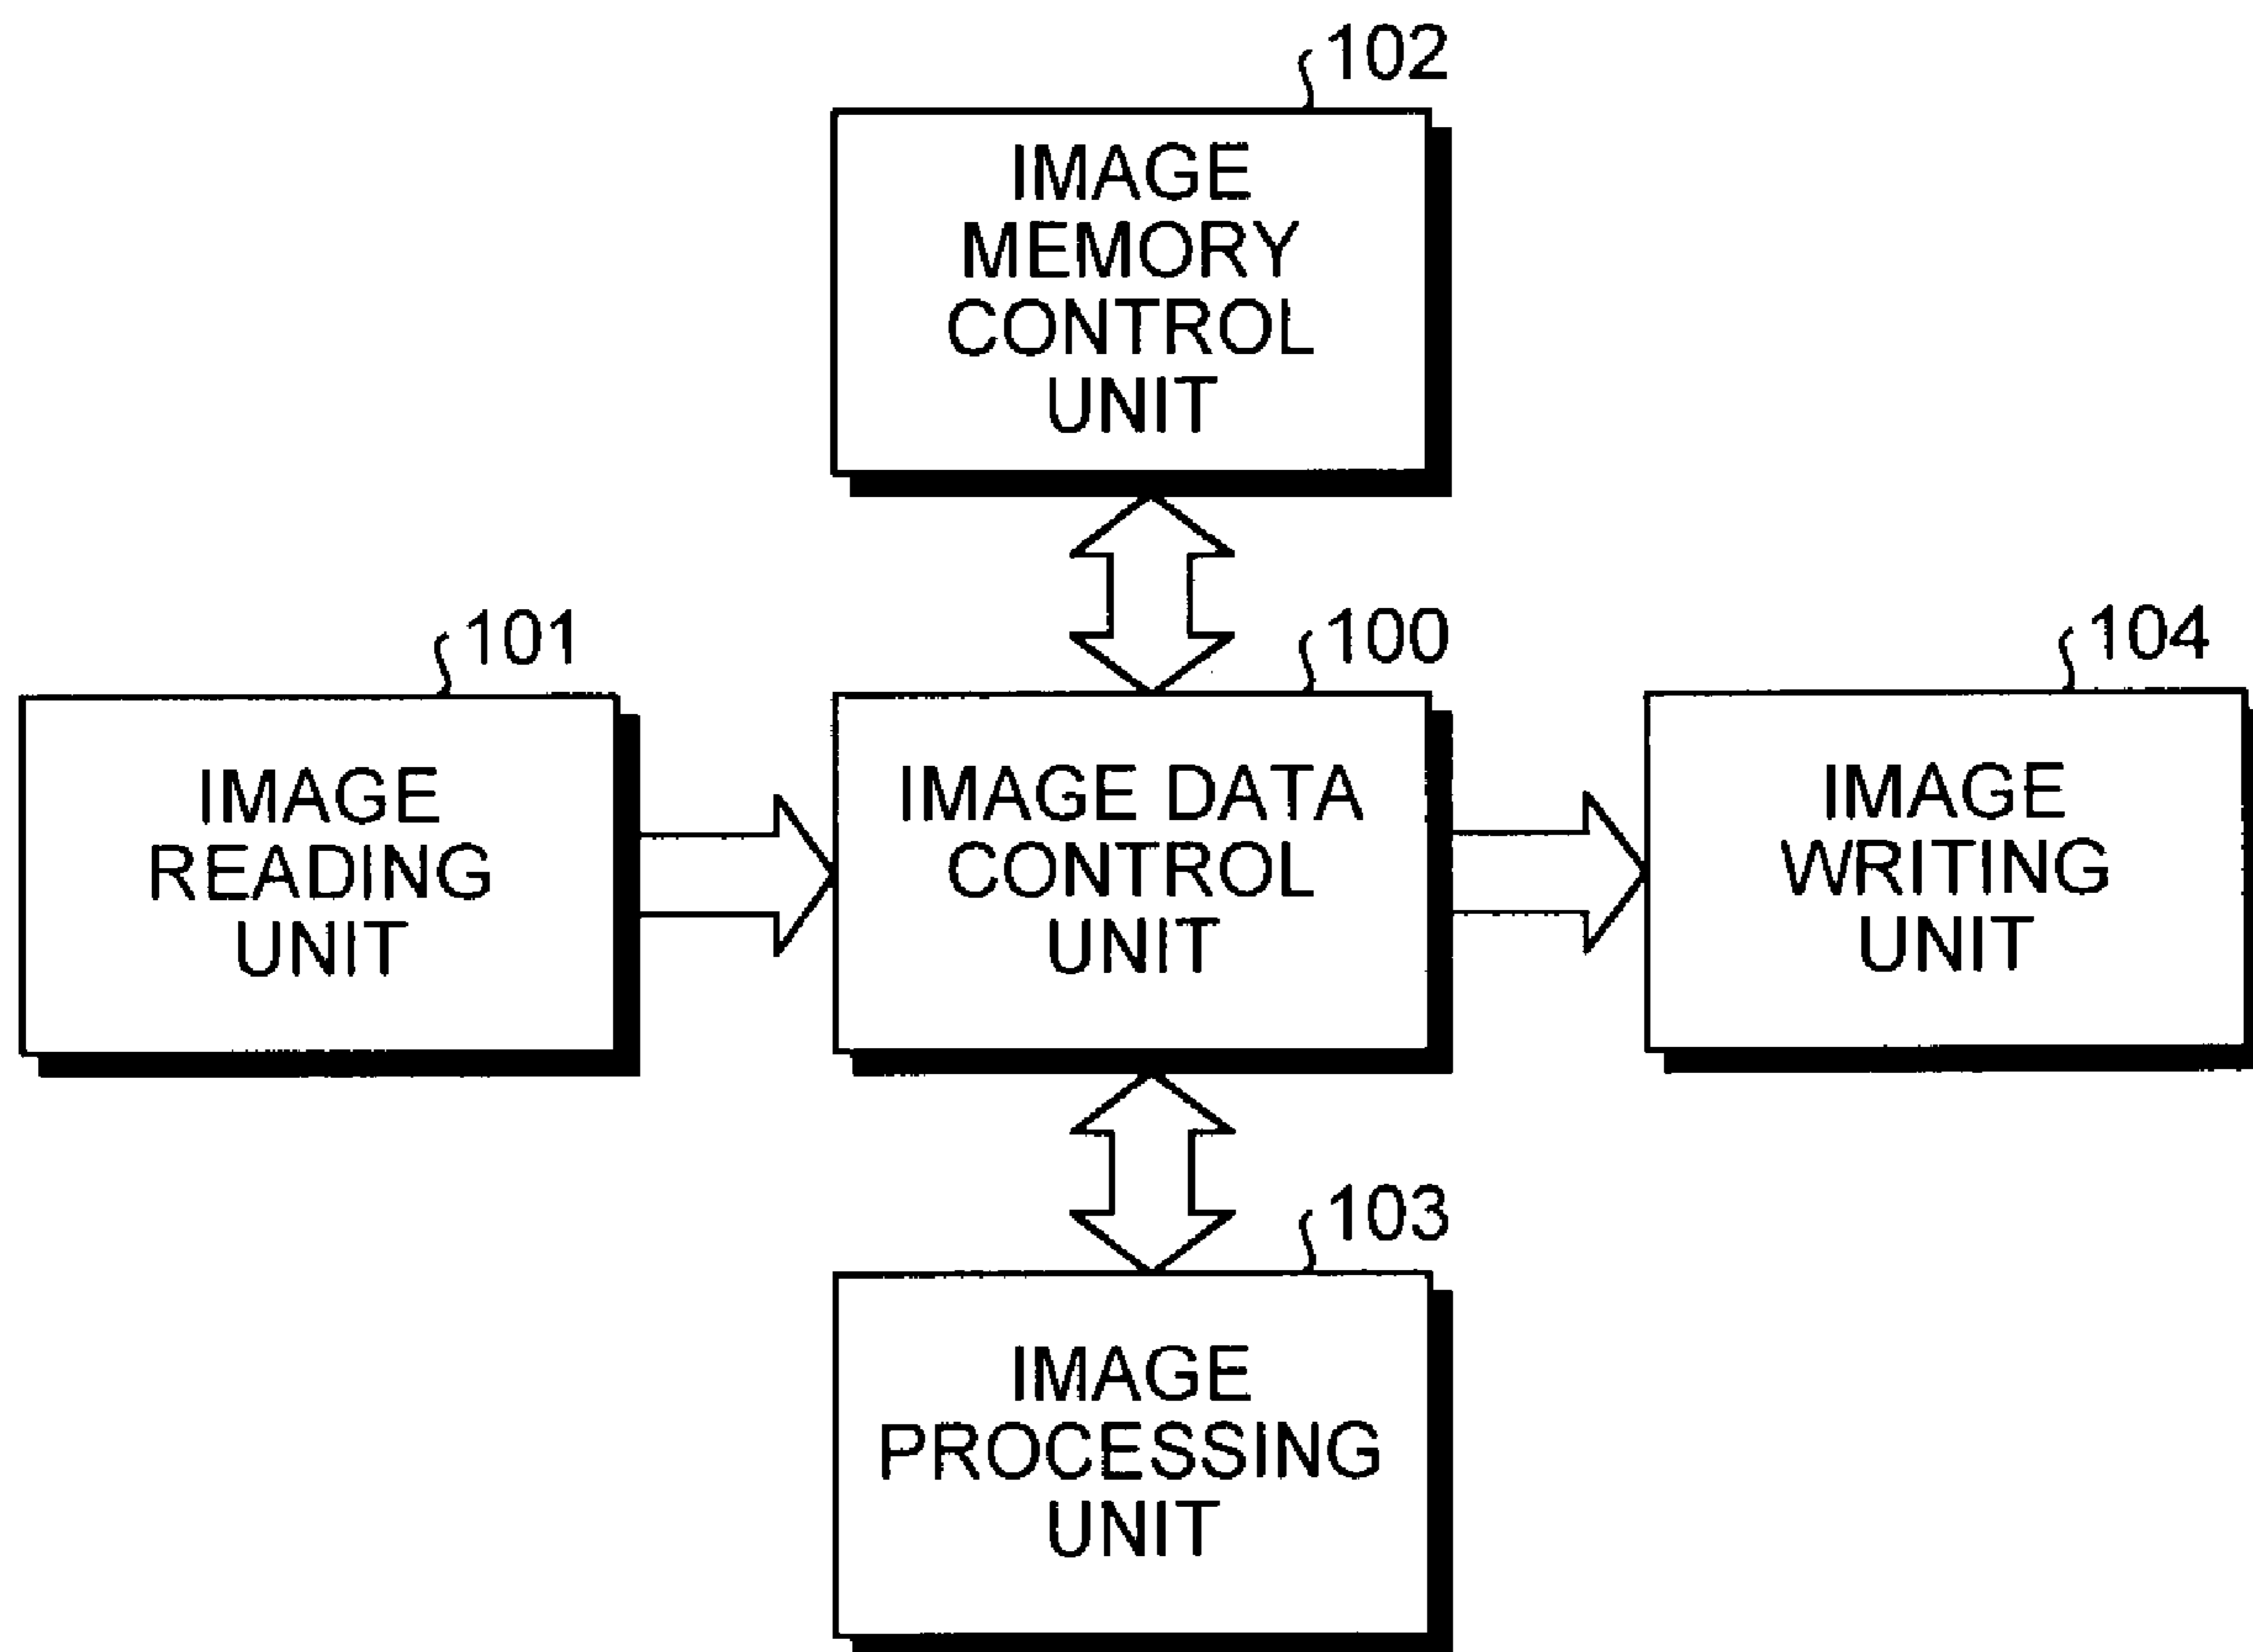 102
IMAGE
MEMORY
CONTROL
UNIT
101
IMAGE
READING
UNIT
100
IMAGE DATA
CONTROL
UNIT
104
IMAGE
WRITING
UNIT
103
IMAGE
PROCESSING
UNIT